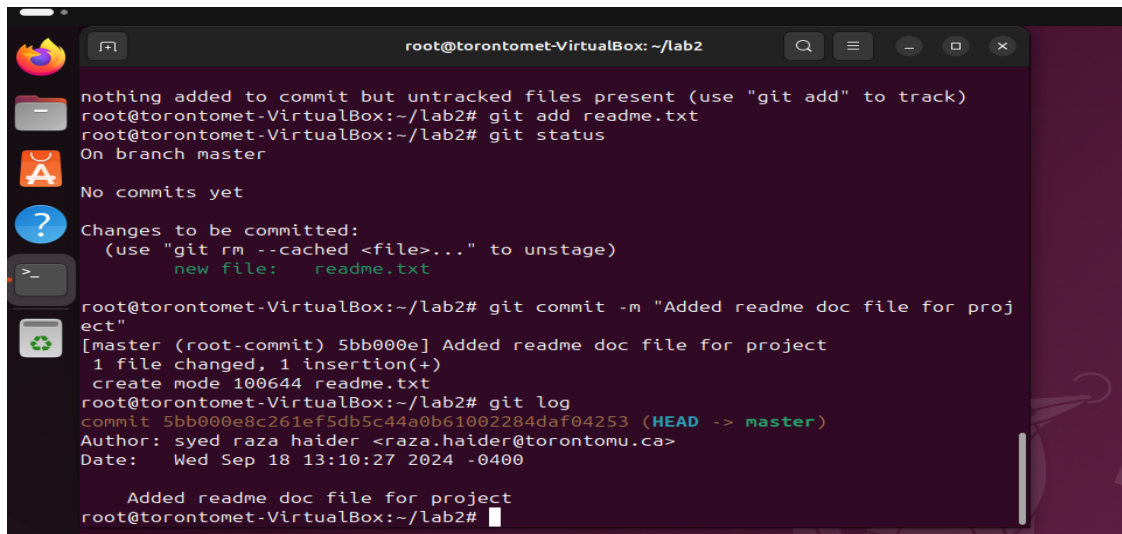 root@torontomet-VirtualBox: ~/lab2
nothing added to commit but untracked files present (use "git add" to track)
root@torontomet-VirtualBox:~/lab2# git add readme.txt
root@torontomet-VirtualBox:~/lab2# git status
On branch master
No commits yet
Changes to be committed:
  (use "git rm --cached <file>..." to unstage)
        new file:   readme.txt
root@torontomet-VirtualBox:~/lab2# git commit -m "Added readme doc file for proj
ect"
[master (root-commit) 5bb000e] Added readme doc file for project
 1 file changed, 1 insertion(+)
 create mode 100644 readme.txt
root@torontomet-VirtualBox:~/lab2# git log
commit 5bb000e8c261ef5db5c44a0b61002284daf04253 (HEAD -> master)
Author: syed raza haider <raza.haider@torontomu.ca>
Date:   Wed Sep 18 13:10:27 2024 -0400
    Added readme doc file for project
root@torontomet-VirtualBox:~/lab2#